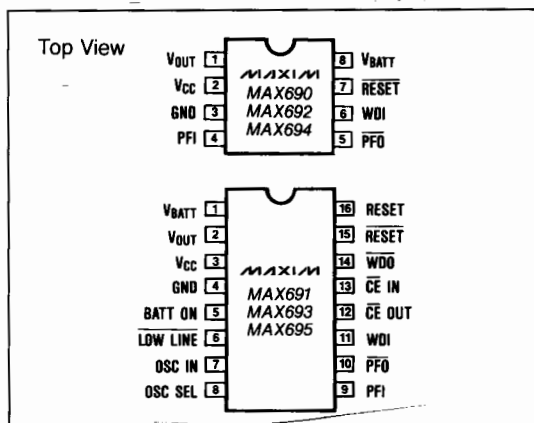 Top View
VOUT 1
VCC 2
GND 3
PFI 4
MAXIM
MAX690
MAX692
MAX694
8 VBATT
7 RESET
6 WDI
5 PFO
VBATT 1
VOUT 2
VCC 3
GND 4
BATT ON 5
LOW LINE 6
OSC IN 7
OSC SEL 8
MAXIM
MAX691
MAX693
MAX695
16 RESET
15 RESET
14 WDO
13 CE IN
12 CE OUT
11 WDI
10 PFO
9 PFI